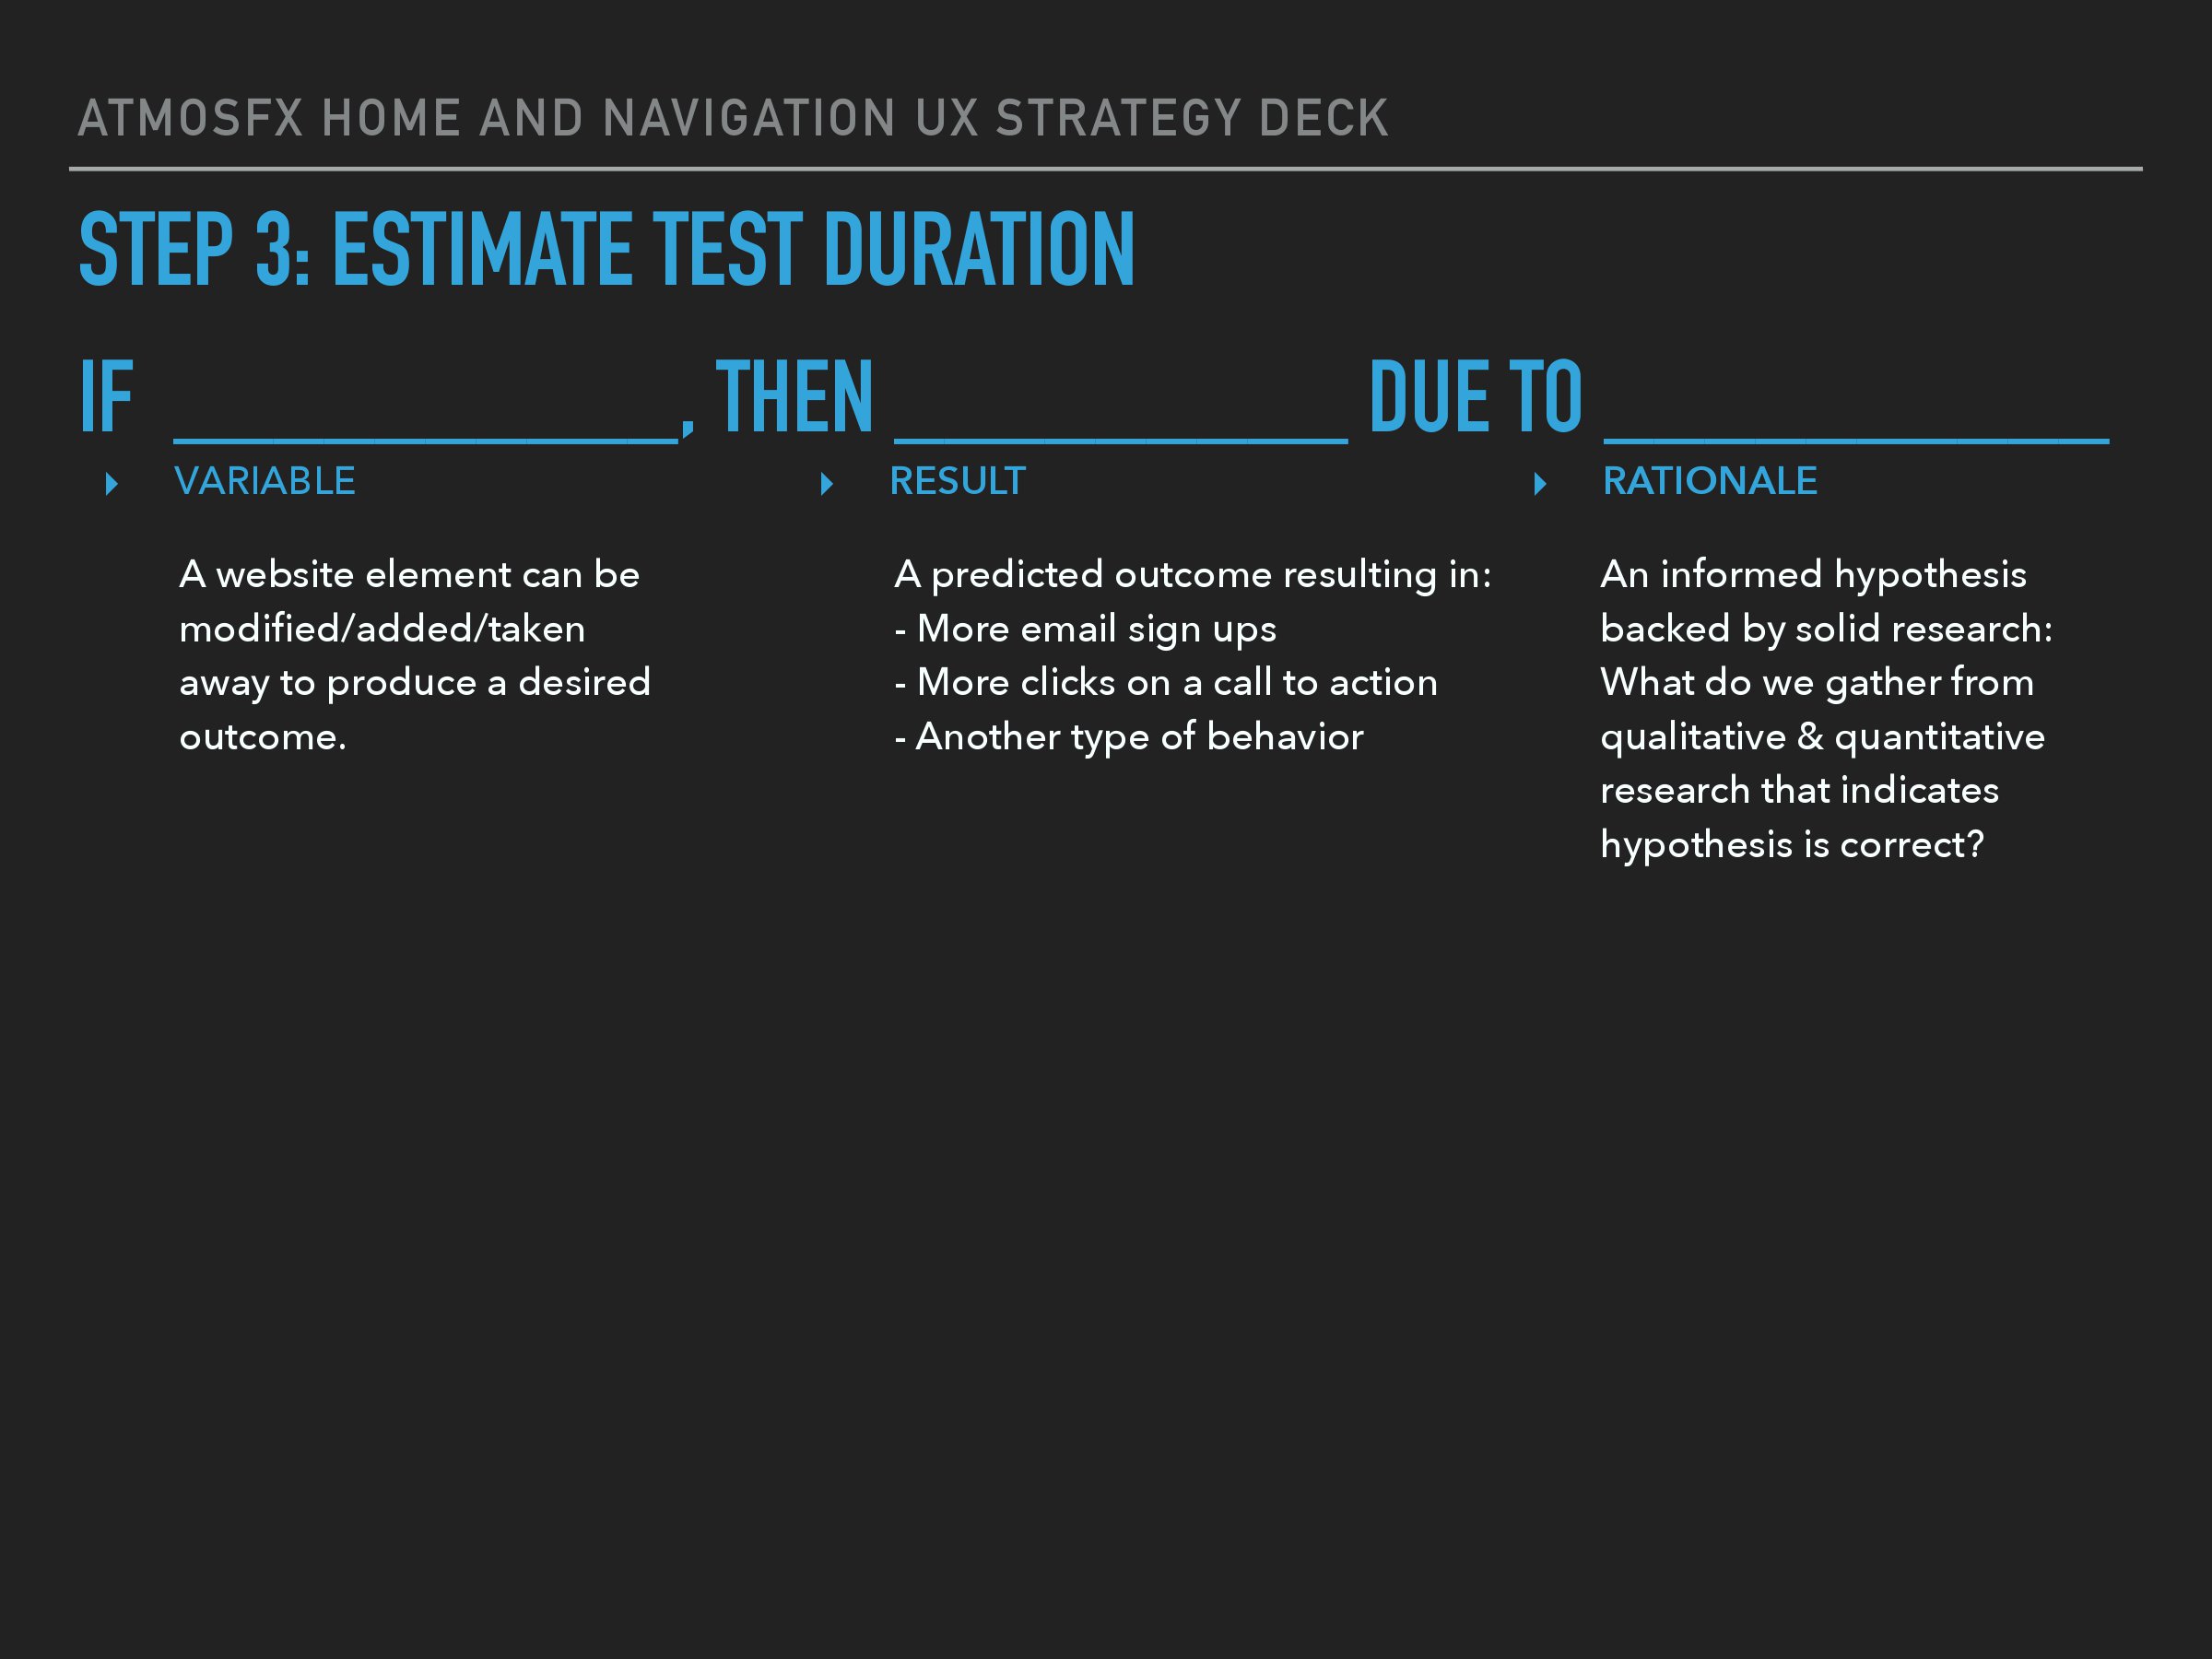 ATMOSFX HOME AND NAVIGATION UX STRATEGY DECK
STEP 3: ESTIMATE TEST DURATION
IF __________, THEN _________ DUE TO __________
VARIABLE
A website element can be
modified/added/taken
away to produce a desired
outcome.
RESULT
A predicted outcome resulting in:
- More email sign ups
- More clicks on a call to action
- Another type of behavior
RATIONALE
An informed hypothesis
backed by solid research:
What do we gather from
qualitative & quantitative
research that indicates
hypothesis is correct?